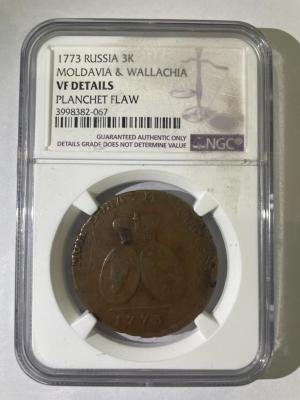 1773 RUSSIA 3K
MOLDAVIA & WALLACHIA
VF DETAILS
PLANCHET FLAW
3998382-067
GUARANTEED AUTHENTIC ONLY
DETAILS GRADE DOES NOT DETERMINE VALUE
NGC
1773